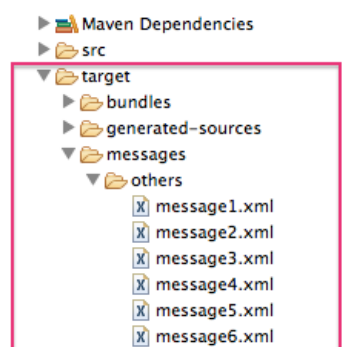 Maven Dependencies
src
target
bundles
generated-sources
messages
others
message1.xml
message2.xml
message3.xml
message4.xml
message5.xml
message6.xml